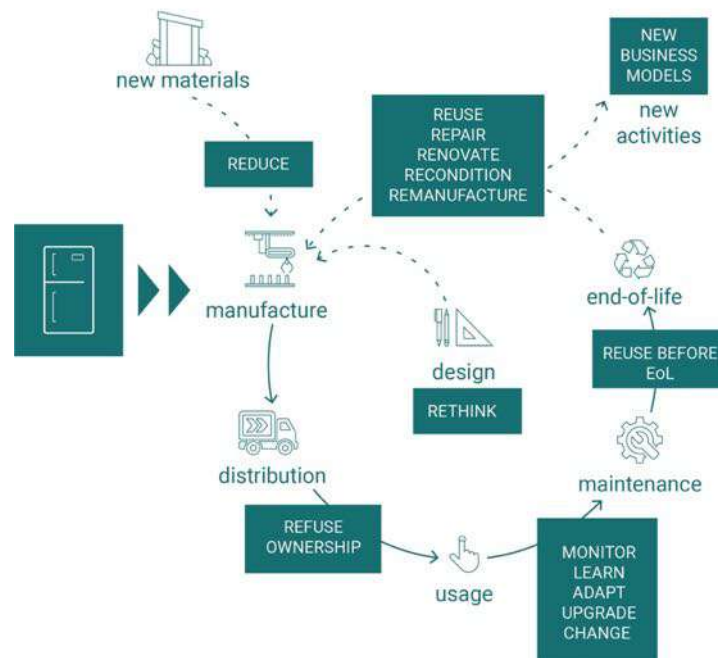 new materials
REDUCE
NEW
BUSINESS
MODELS
new
activities
REUSE
REPAIR
RENOVATE
RECONDITION
REMANUFACTURE
manufacture
design
RETHINK
end-of-life
REUSE BEFORE
EoL
maintenance
distribution
REFUSE
OWNERSHIP
usage
MONITOR
LEARN
ADAPT
UPGRADE
CHANGE